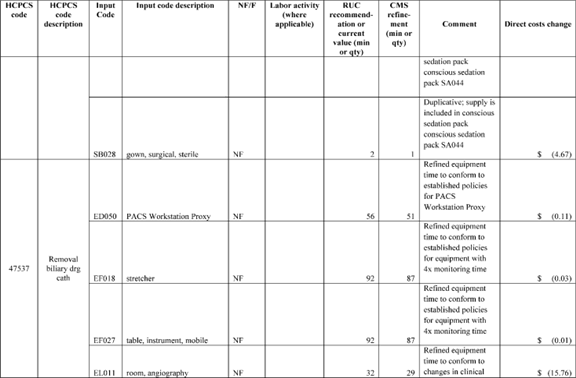 HCPCS code
HCPCS code description
Input Code
Input code description
NF/F
Labor activity (where applicable)
RUC recommend-ation or current value (min or qty)
CMS refine-ment (min or qty)
Comment
Direct costs change
sedation pack
conscious sedation
pack SA044
SB028 gown, surgical, sterile NF 2 1
Duplicative; supply is
included in conscious
sedation pack
conscious sedation
pack SA044
$ (4.67)
47537
Removal
biliary drg
cath
ED050 PACS Workstation Proxy NF 56 51
Refined equipment
time to conform to
established policies
for PACS
Workstation Proxy
$ (0.11)
EF018 stretcher NF 92 87
Refined equipment
time to conform to
established policies
for equipment with
4x monitoring time
$ (0.03)
EF027 table, instrument, mobile NF 92 87
Refined equipment
time to conform to
established policies
for equipment with
4x monitoring time
$ (0.01)
EL011 room, angiography NF 32 29
Refined equipment
time to conform to
changes in clinical
$ (15.76)